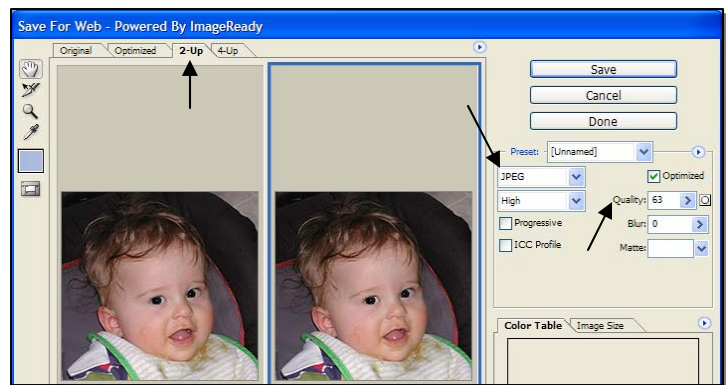 Save For Web - Powered By ImageReady
Original Optimized 2-Up 4-Up
Save
Cancel
Done
Preset: [Unnamed]
JPEG Optimized
High Quality: 63
Progressive Blur: 0
ICC Profile Matte:
Color Table Image Size